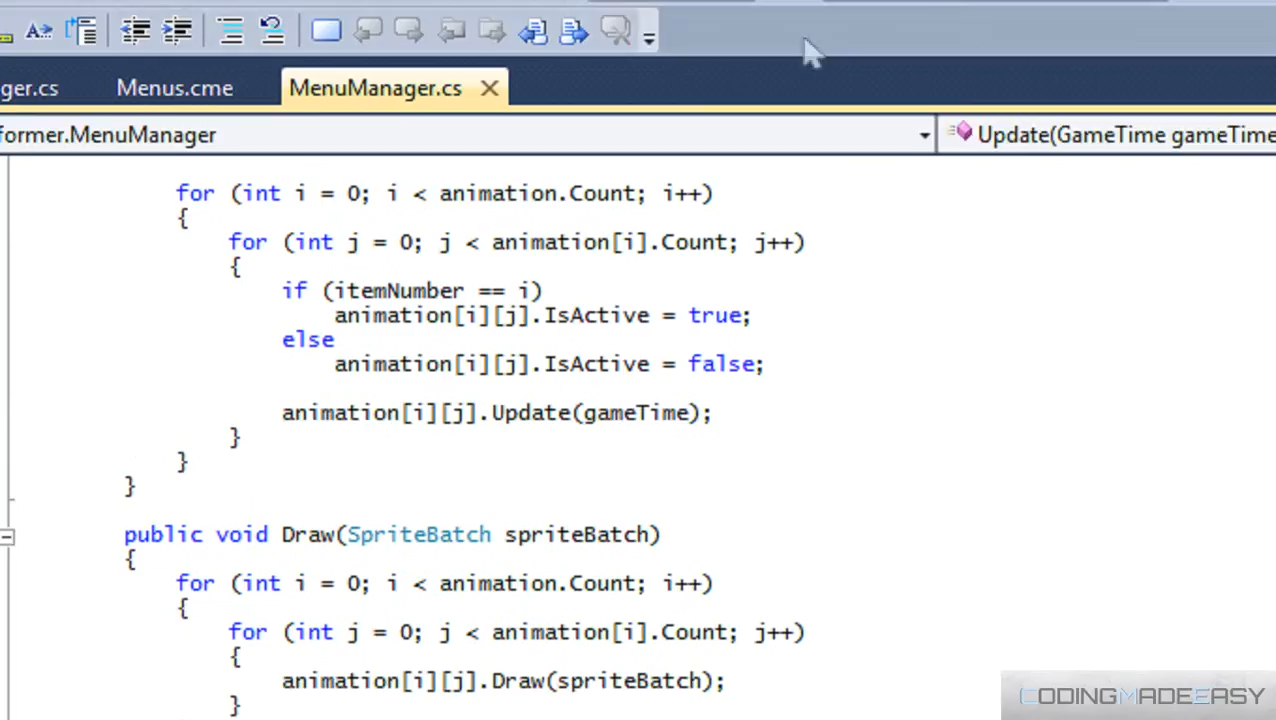 ger.cs Menus.cme MenuManager.cs
former.MenuManager Update(GameTime gameTime
for (int i = 0; i < animation.Count; i++)
{
for (int j = 0; j < animation[i].Count; j++)
{
if (itemNumber == i)
animation[i][j].IsActive = true;
else
animation[i][j].IsActive = false;
animation[i][j].Update(gameTime);
}
}
}
public void Draw(SpriteBatch spriteBatch)
{
for (int i = 0; i < animation.Count; i++)
{
for (int j = 0; j < animation[i].Count; j++)
{
animation[i][j].Draw(spriteBatch);
}
CODINGMADEEASY